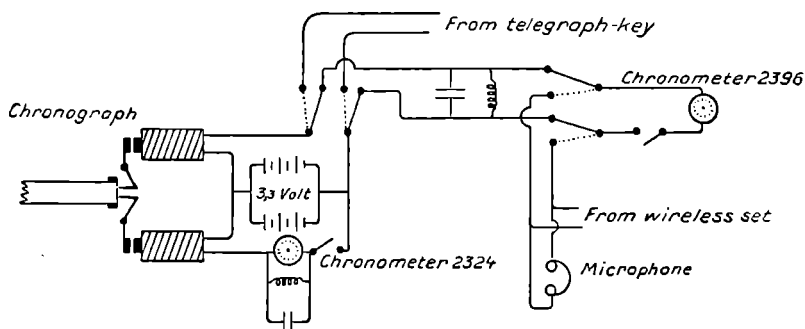 From telegraph-key
Chronometer 2396
Chronograph
3,3 Volt
From wireless set
Chronometer 2324
Microphone